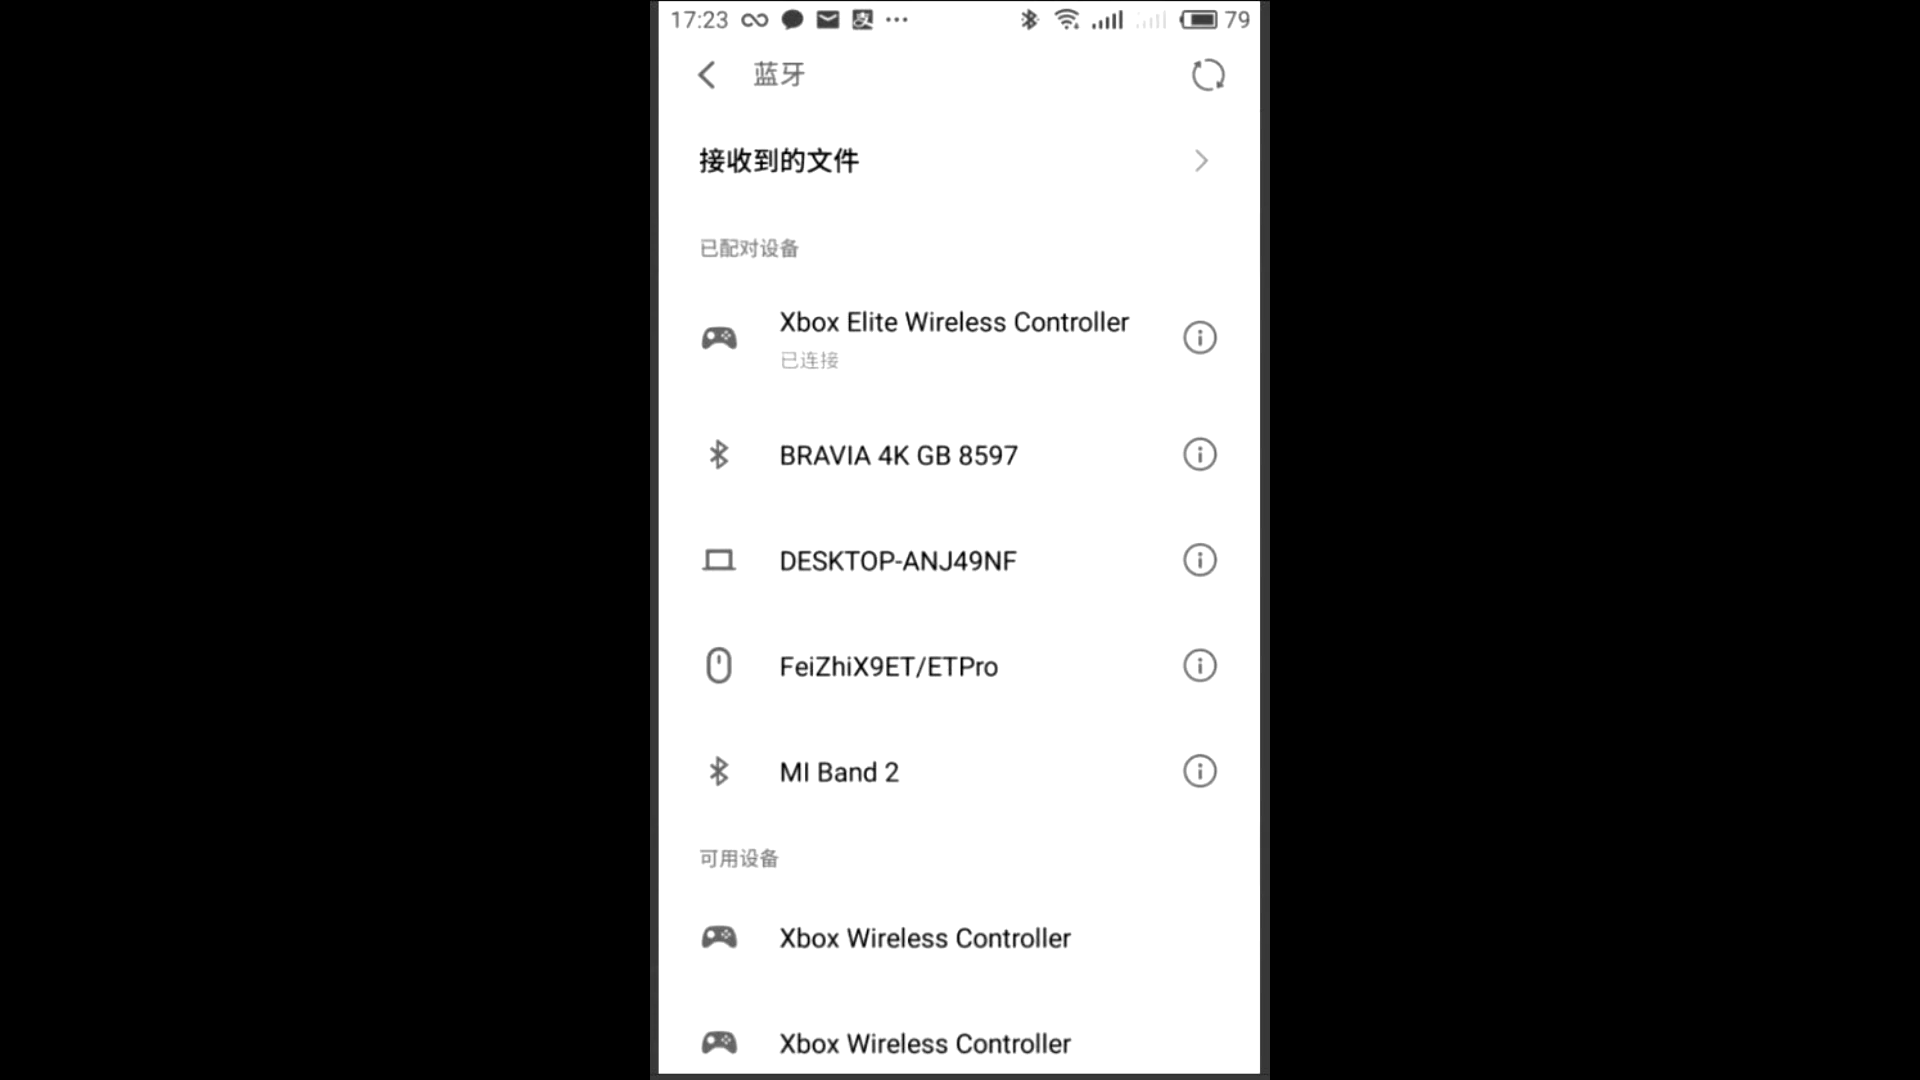 17:23 79
蓝牙
接收到的文件
已配对设备
Xbox Elite Wireless Controller
已连接
BRAVIA 4K GB 8597
DESKTOP-ANJ49NF
FeiZhiX9ET/ETPro
MI Band 2
可用设备
Xbox Wireless Controller
Xbox Wireless Controller